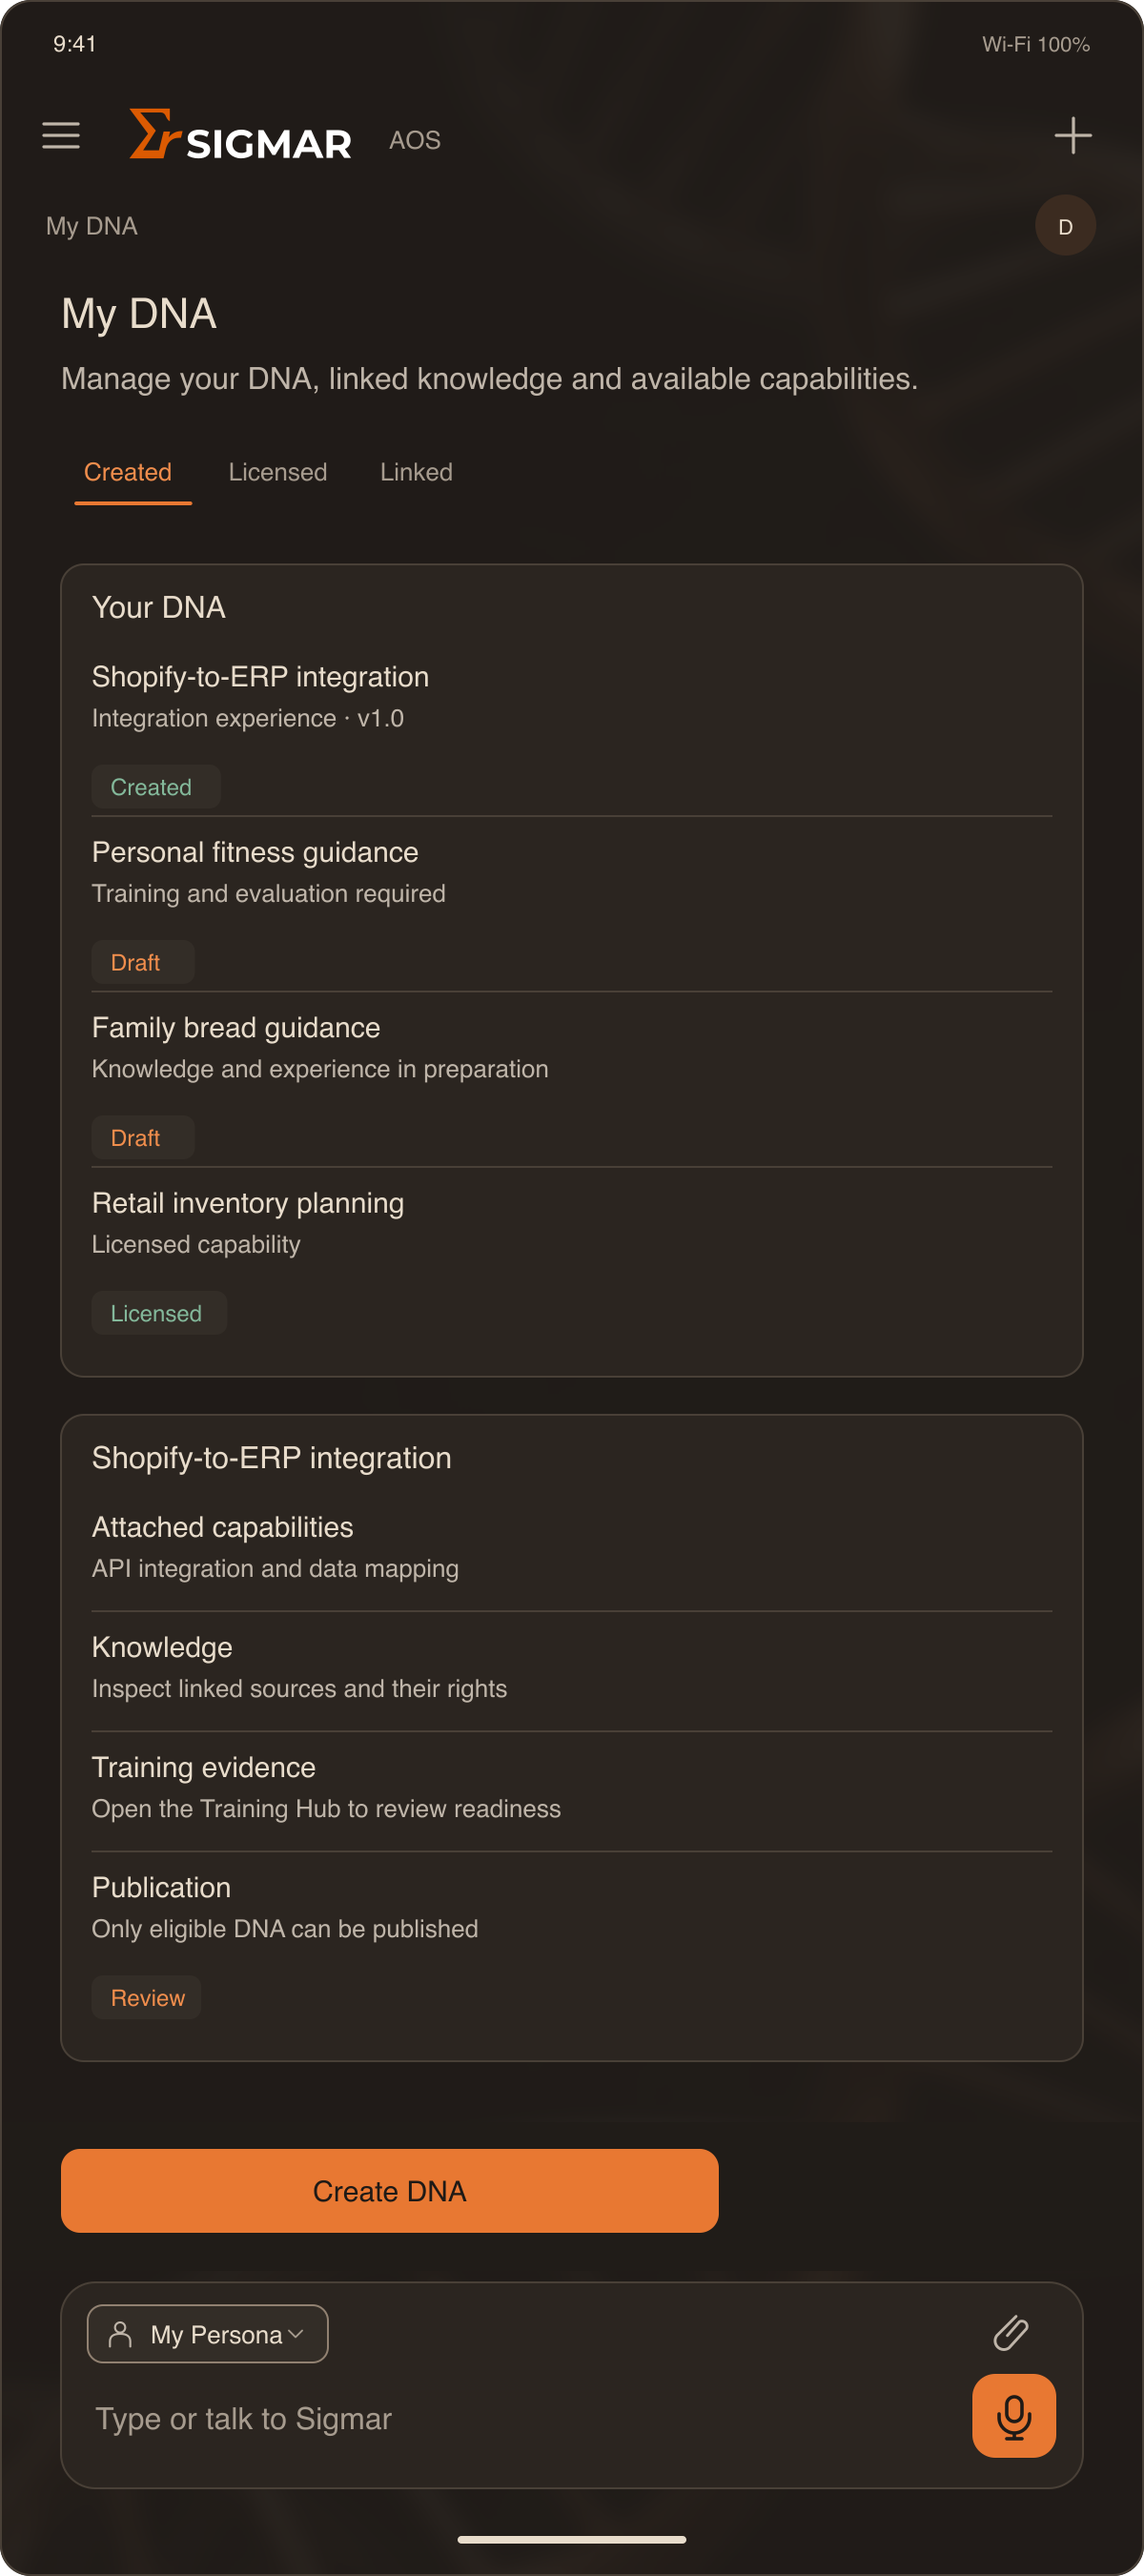 9:41
Wi-Fi 100%
Σr SIGMAR AOS
My DNA
D
My DNA
Manage your DNA, linked knowledge and available capabilities.
Created
Licensed
Linked
Your DNA
Shopify-to-ERP integration
Integration experience · v1.0
Created
Personal fitness guidance
Training and evaluation required
Draft
Family bread guidance
Knowledge and experience in preparation
Draft
Retail inventory planning
Licensed capability
Licensed
Shopify-to-ERP integration
Attached capabilities
API integration and data mapping
Knowledge
Inspect linked sources and their rights
Training evidence
Open the Training Hub to review readiness
Publication
Only eligible DNA can be published
Review
Create DNA
My Persona
Type or talk to Sigmar